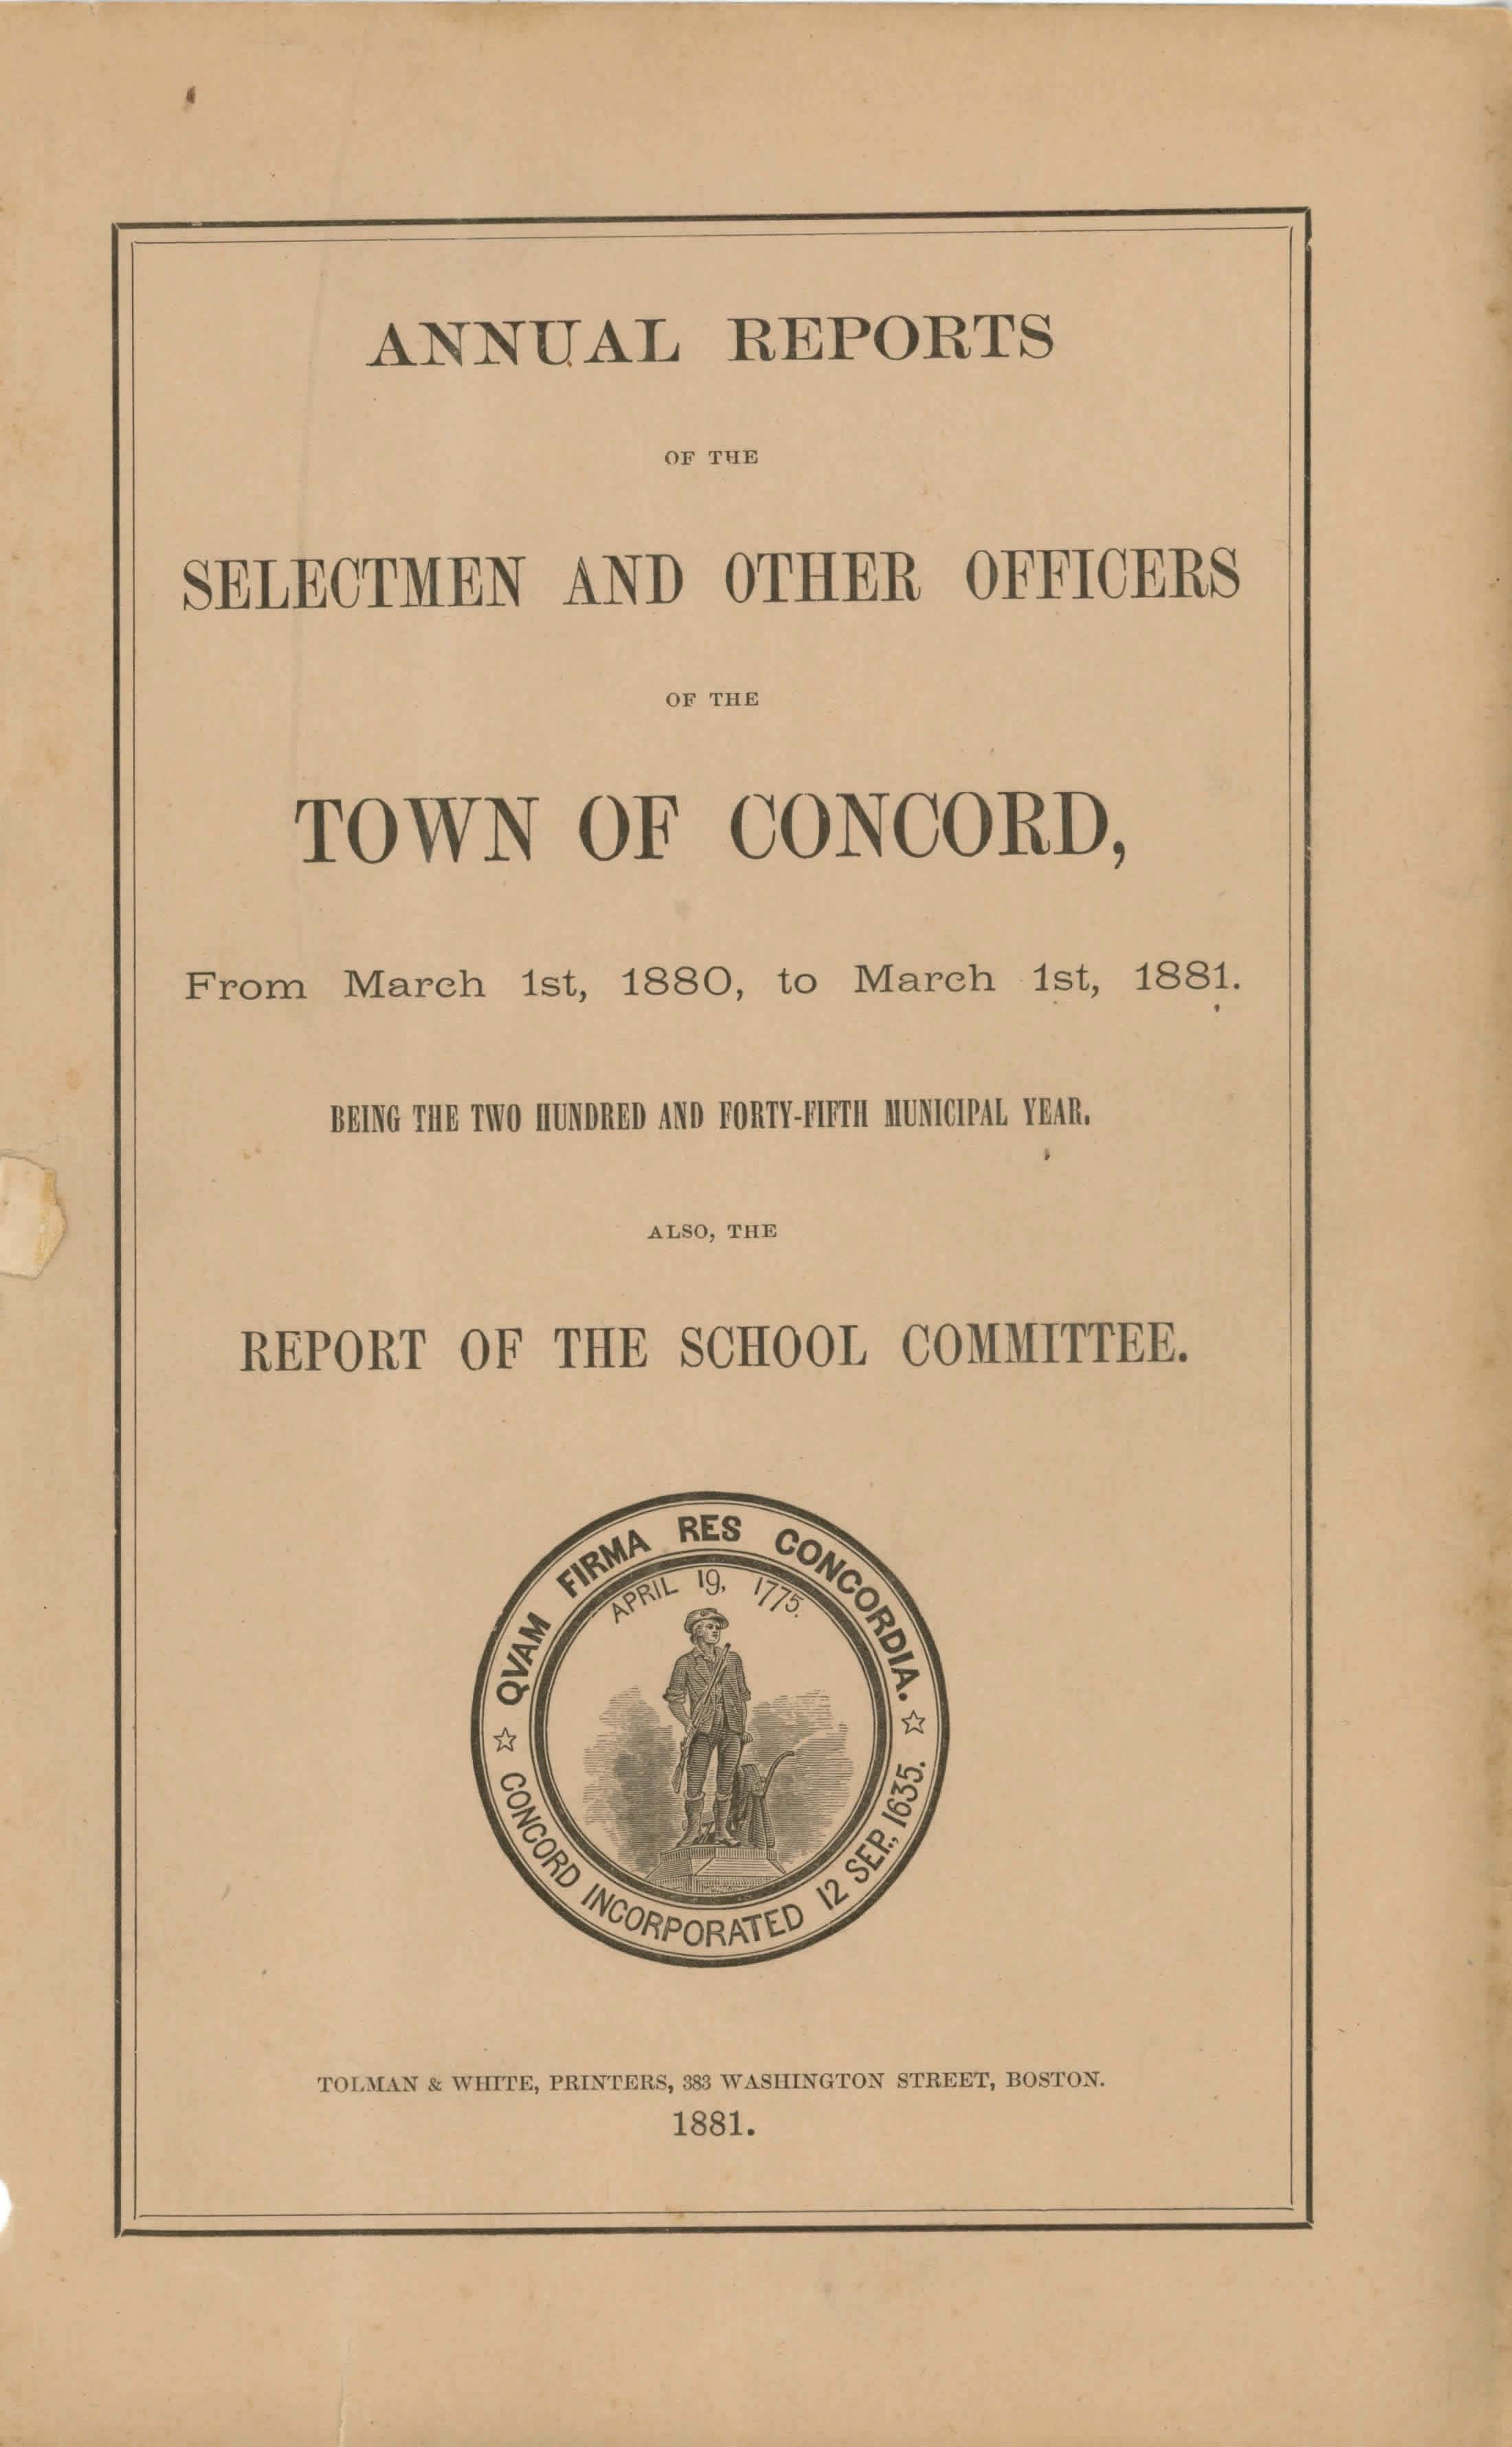 ANNUAL REPORTS
OF THE
SELECTMEN AND OTHER OFFICERS
OF THE
TOWN OF CONCORD,
From March 1st, 1880, to March 1st, 1881.
BEING THE TWO HUNDRED AND FORTY-FIFTH MUNICIPAL YEAR.
ALSO, THE
REPORT OF THE SCHOOL COMMITTEE.
QVAM FIRMA RES CONCORDIA.
APRIL 19, 1775.
CONCORD INCORPORATED 12 SEP., 1635.
TOLMAN & WHITE, PRINTERS, 383 WASHINGTON STREET, BOSTON.
1881.